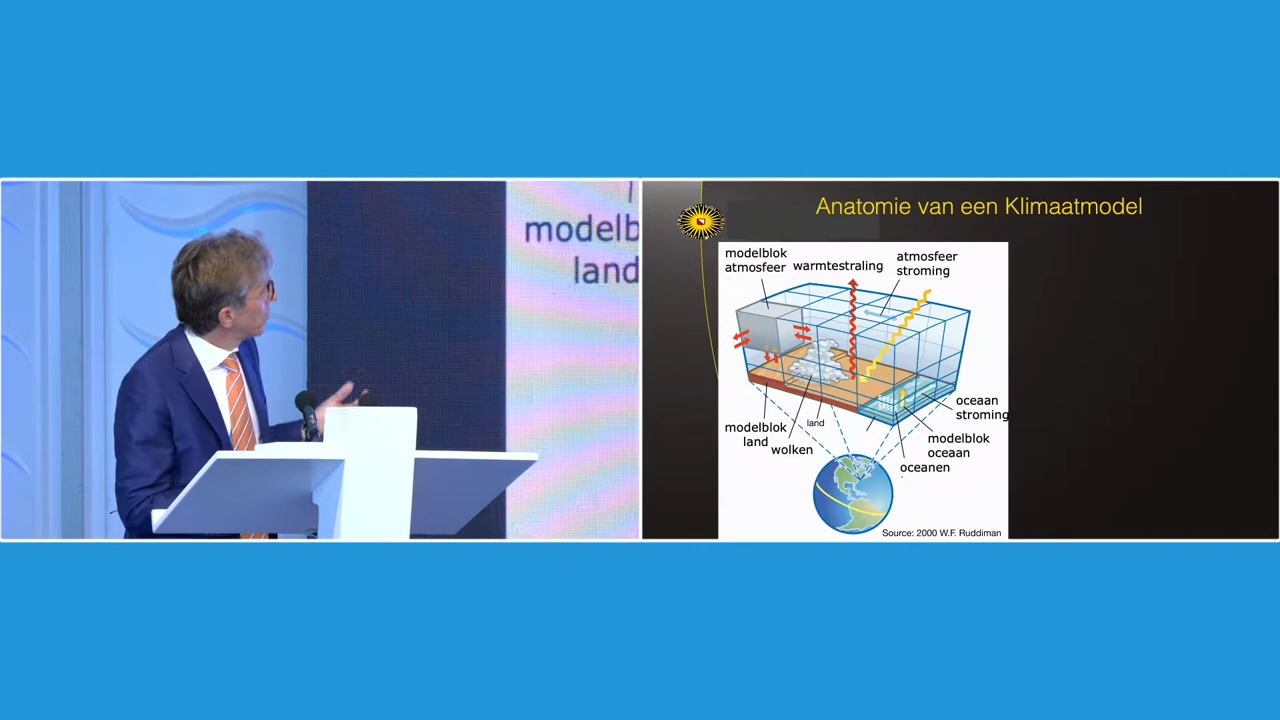 modelb
land
Anatomie van een Klimaatmodel
modelblok
atmosfeer
warmtestraling
atmosfeer
stroming
oceaan
stroming
modelblok
land
land
wolken
modelblok
oceaan
oceanen
Source: 2000 W.F. Ruddiman